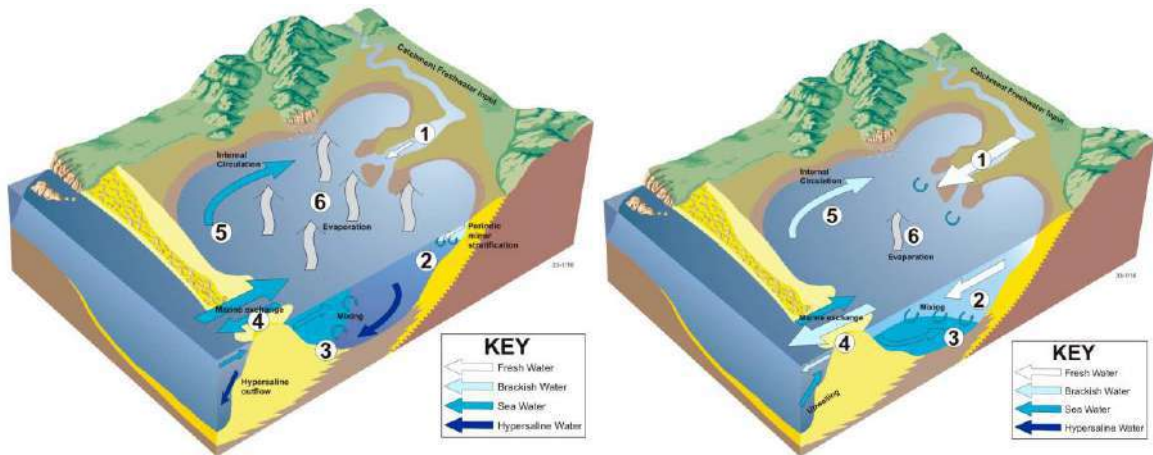 Catchment Freshwater Input
1
Internal
Circulation
5
6
Evaporation
Periodic
minor
stratification
2
Marine exchange
4
Mixing
3
Hypersaline
outflow
KEY
Fresh Water
Brackish Water
Sea Water
Hypersaline Water
Catchment Freshwater Input
1
Internal
Circulation
5
6
Evaporation
2
Marine exchange
4
Mixing
3
Upwelling
KEY
Fresh Water
Brackish Water
Sea Water
Hypersaline Water